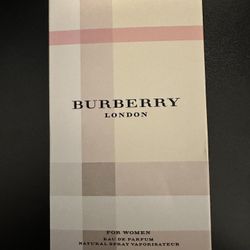 BURBERRY
LONDON
FOR WOMEN
EAU DE PARFUM
NATURAL SPRAY VAPORISATEUR